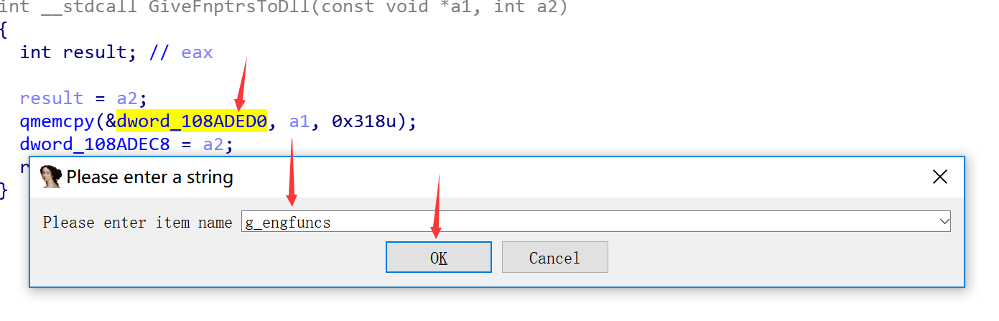 int __stdcall GiveFnptrsToDll(const void *a1, int a2)
{
int result; // eax
result = a2;
qmemcpy(&dword_108ADED0, a1, 0x318u);
dword_108ADEC8 = a2;
r
}
Please enter a string
Please enter item name g_engfuncs
OK Cancel